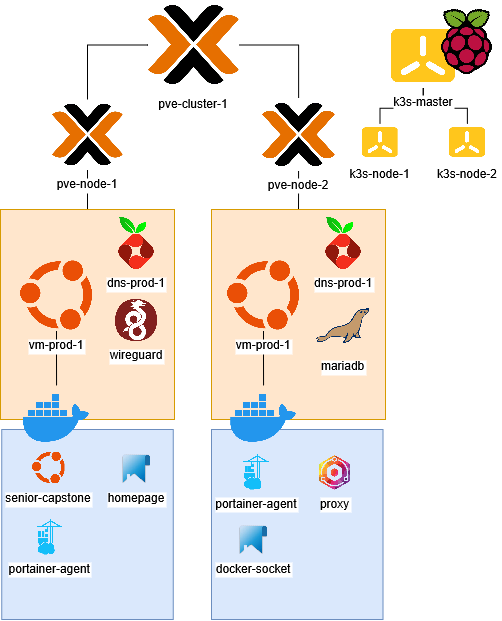 pve-cluster-1
k3s-master
pve-node-1
pve-node-2
k3s-node-1
k3s-node-2
dns-prod-1
vm-prod-1
wireguard
dns-prod-1
vm-prod-1
mariadb
senior-capstone
homepage
portainer-agent
portainer-agent
proxy
docker-socket